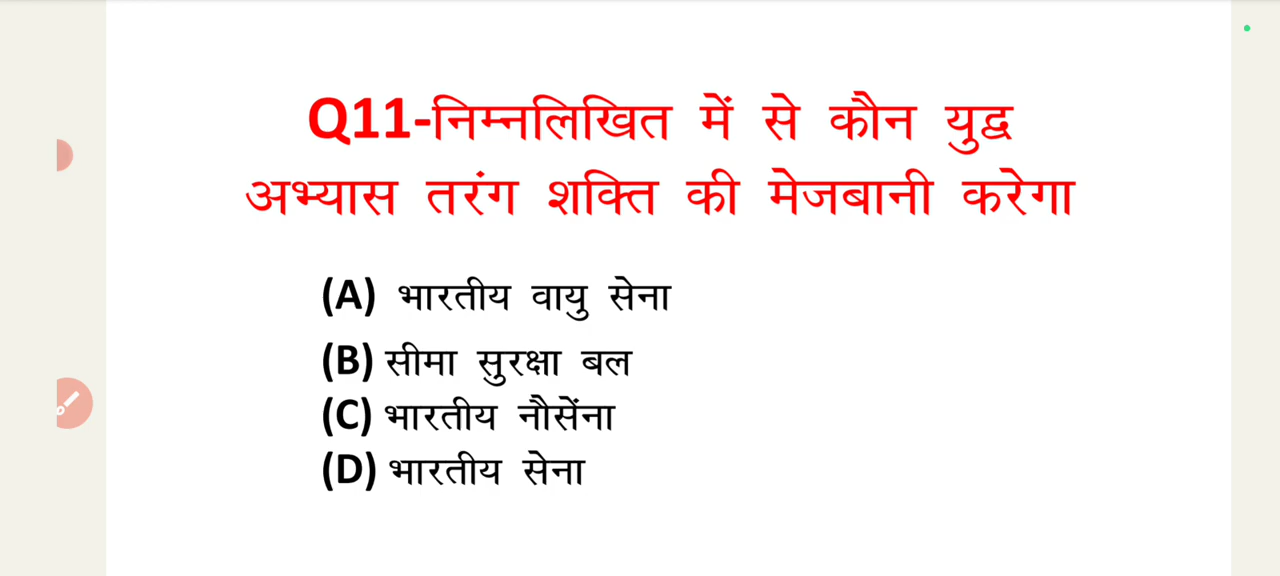 Q11-निम्नलिखित में से कौन युद्व
अभ्यास तरंग शक्ति की मेजबानी करेगा
(A) भारतीय वायु सेना
(B) सीमा सुरक्षा बल
(C) भारतीय नौसेंना
(D) भारतीय सेना